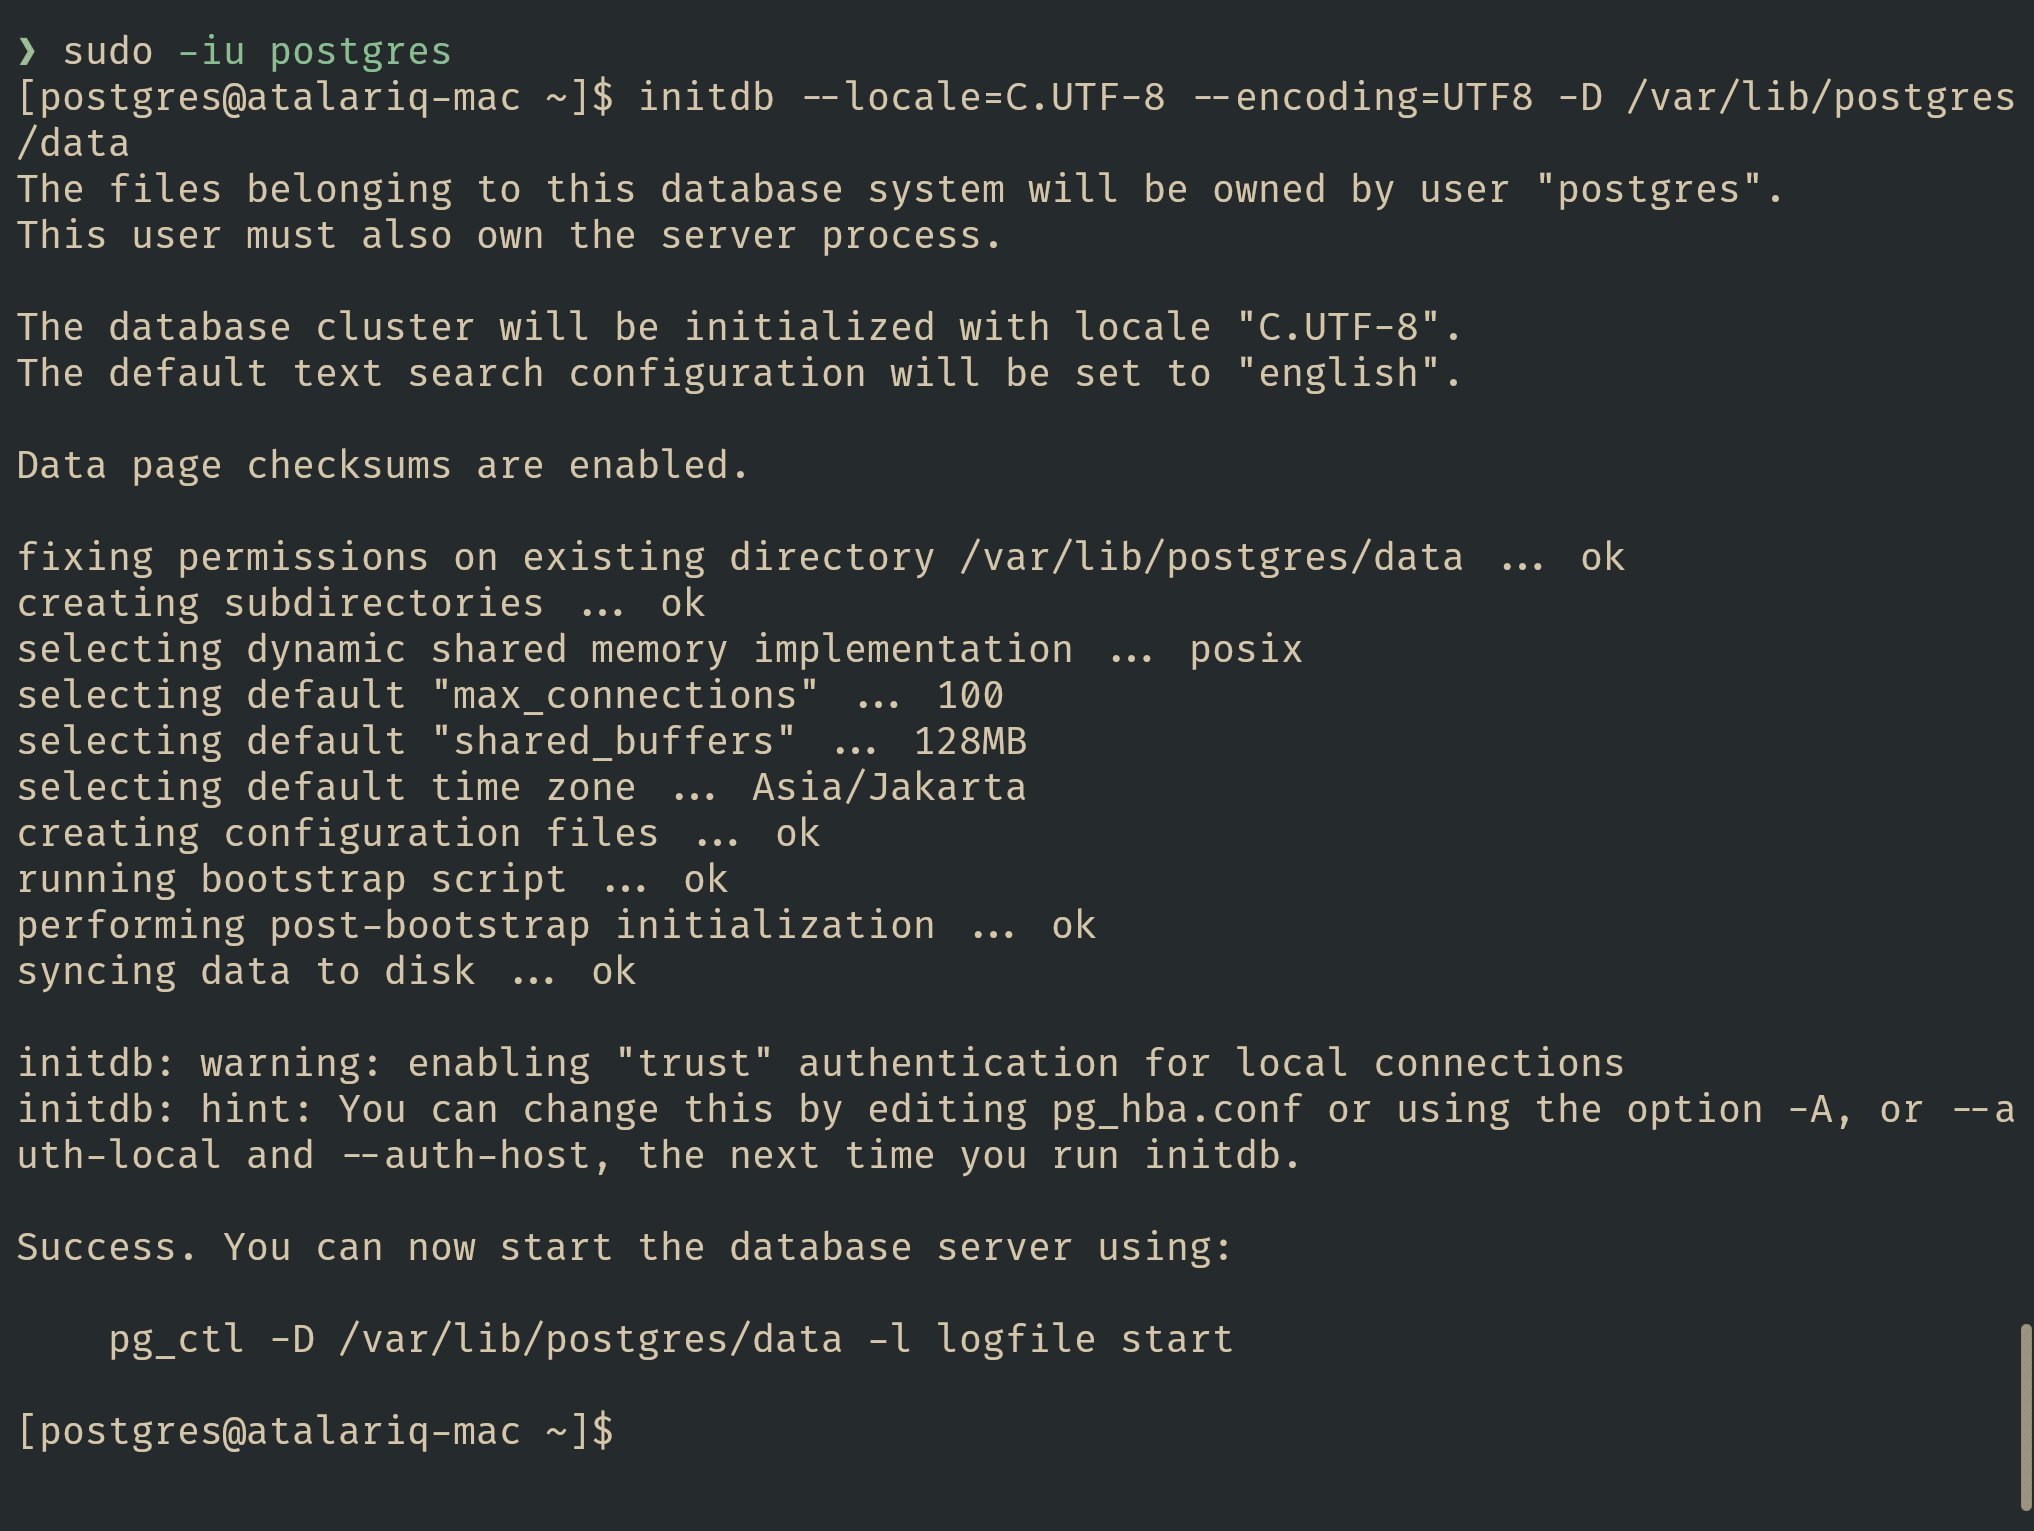 ❯ sudo -iu postgres
[postgres@atalariq-mac ~]$ initdb --locale=C.UTF-8 --encoding=UTF8 -D /var/lib/postgres
/data
The files belonging to this database system will be owned by user "postgres".
This user must also own the server process.

The database cluster will be initialized with locale "C.UTF-8".
The default text search configuration will be set to "english".

Data page checksums are enabled.

fixing permissions on existing directory /var/lib/postgres/data ... ok
creating subdirectories ... ok
selecting dynamic shared memory implementation ... posix
selecting default "max_connections" ... 100
selecting default "shared_buffers" ... 128MB
selecting default time zone ... Asia/Jakarta
creating configuration files ... ok
running bootstrap script ... ok
performing post-bootstrap initialization ... ok
syncing data to disk ... ok

initdb: warning: enabling "trust" authentication for local connections
initdb: hint: You can change this by editing pg_hba.conf or using the option -A, or --a
uth-local and --auth-host, the next time you run initdb.

Success. You can now start the database server using:

    pg_ctl -D /var/lib/postgres/data -l logfile start

[postgres@atalariq-mac ~]$